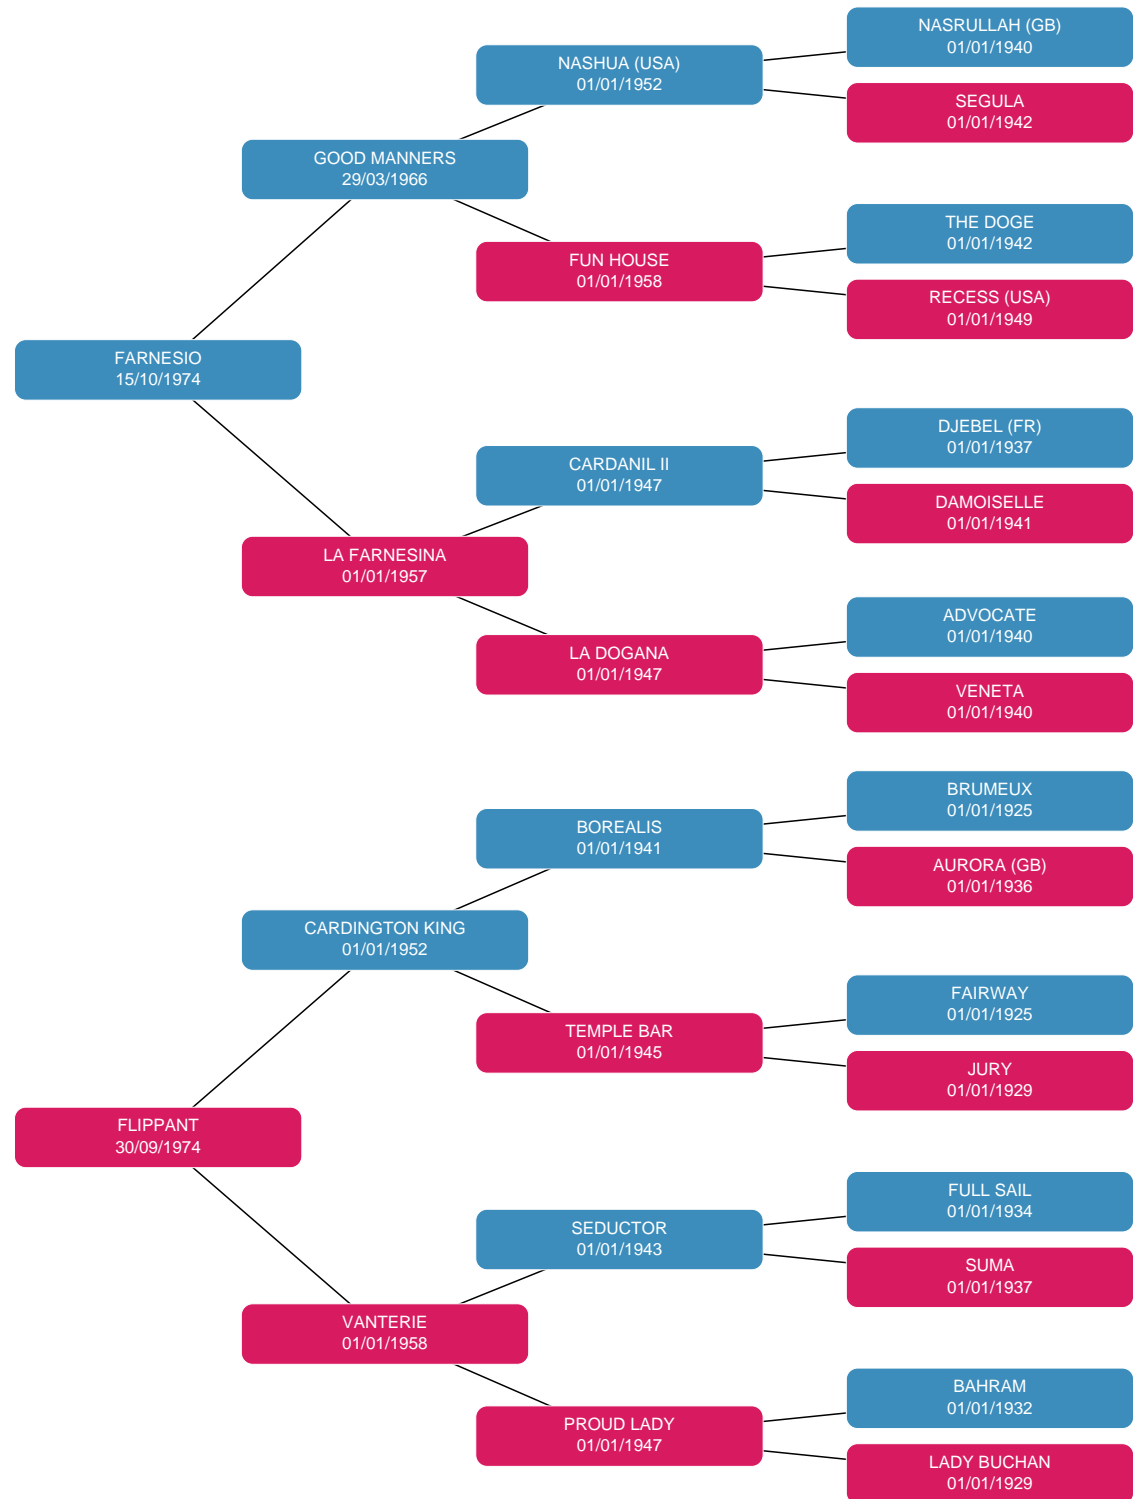 NASRULLAH (GB)
01/01/1940
NASHUA (USA)
01/01/1952
SEGULA
01/01/1942
GOOD MANNERS
29/03/1966
THE DOGE
01/01/1942
FUN HOUSE
01/01/1958
RECESS (USA)
01/01/1949
FARNESIO
15/10/1974
DJEBEL (FR)
01/01/1937
CARDANIL II
01/01/1947
DAMOISELLE
01/01/1941
LA FARNESINA
01/01/1957
ADVOCATE
01/01/1940
LA DOGANA
01/01/1947
VENETA
01/01/1940
BRUMEUX
01/01/1925
BOREALIS
01/01/1941
AURORA (GB)
01/01/1936
CARDINGTON KING
01/01/1952
FAIRWAY
01/01/1925
TEMPLE BAR
01/01/1945
JURY
01/01/1929
FLIPPANT
30/09/1974
FULL SAIL
01/01/1934
SEDUCTOR
01/01/1943
SUMA
01/01/1937
VANTERIE
01/01/1958
BAHRAM
01/01/1932
PROUD LADY
01/01/1947
LADY BUCHAN
01/01/1929